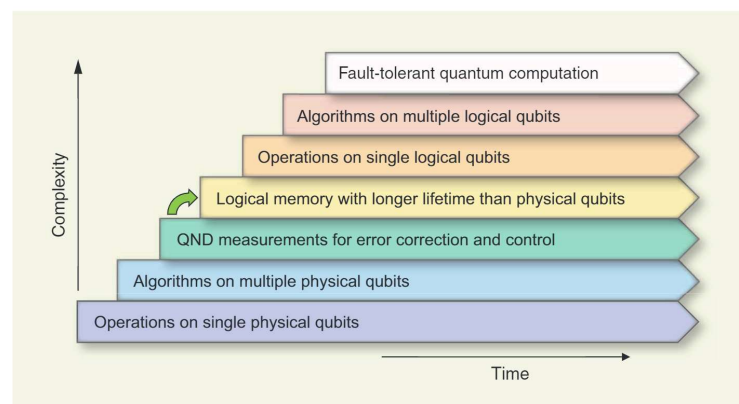 Fault-tolerant quantum computation
Algorithms on multiple logical qubits
Operations on single logical qubits
Logical memory with longer lifetime than physical qubits
QND measurements for error correction and control
Algorithms on multiple physical qubits
Operations on single physical qubits
Complexity
Time